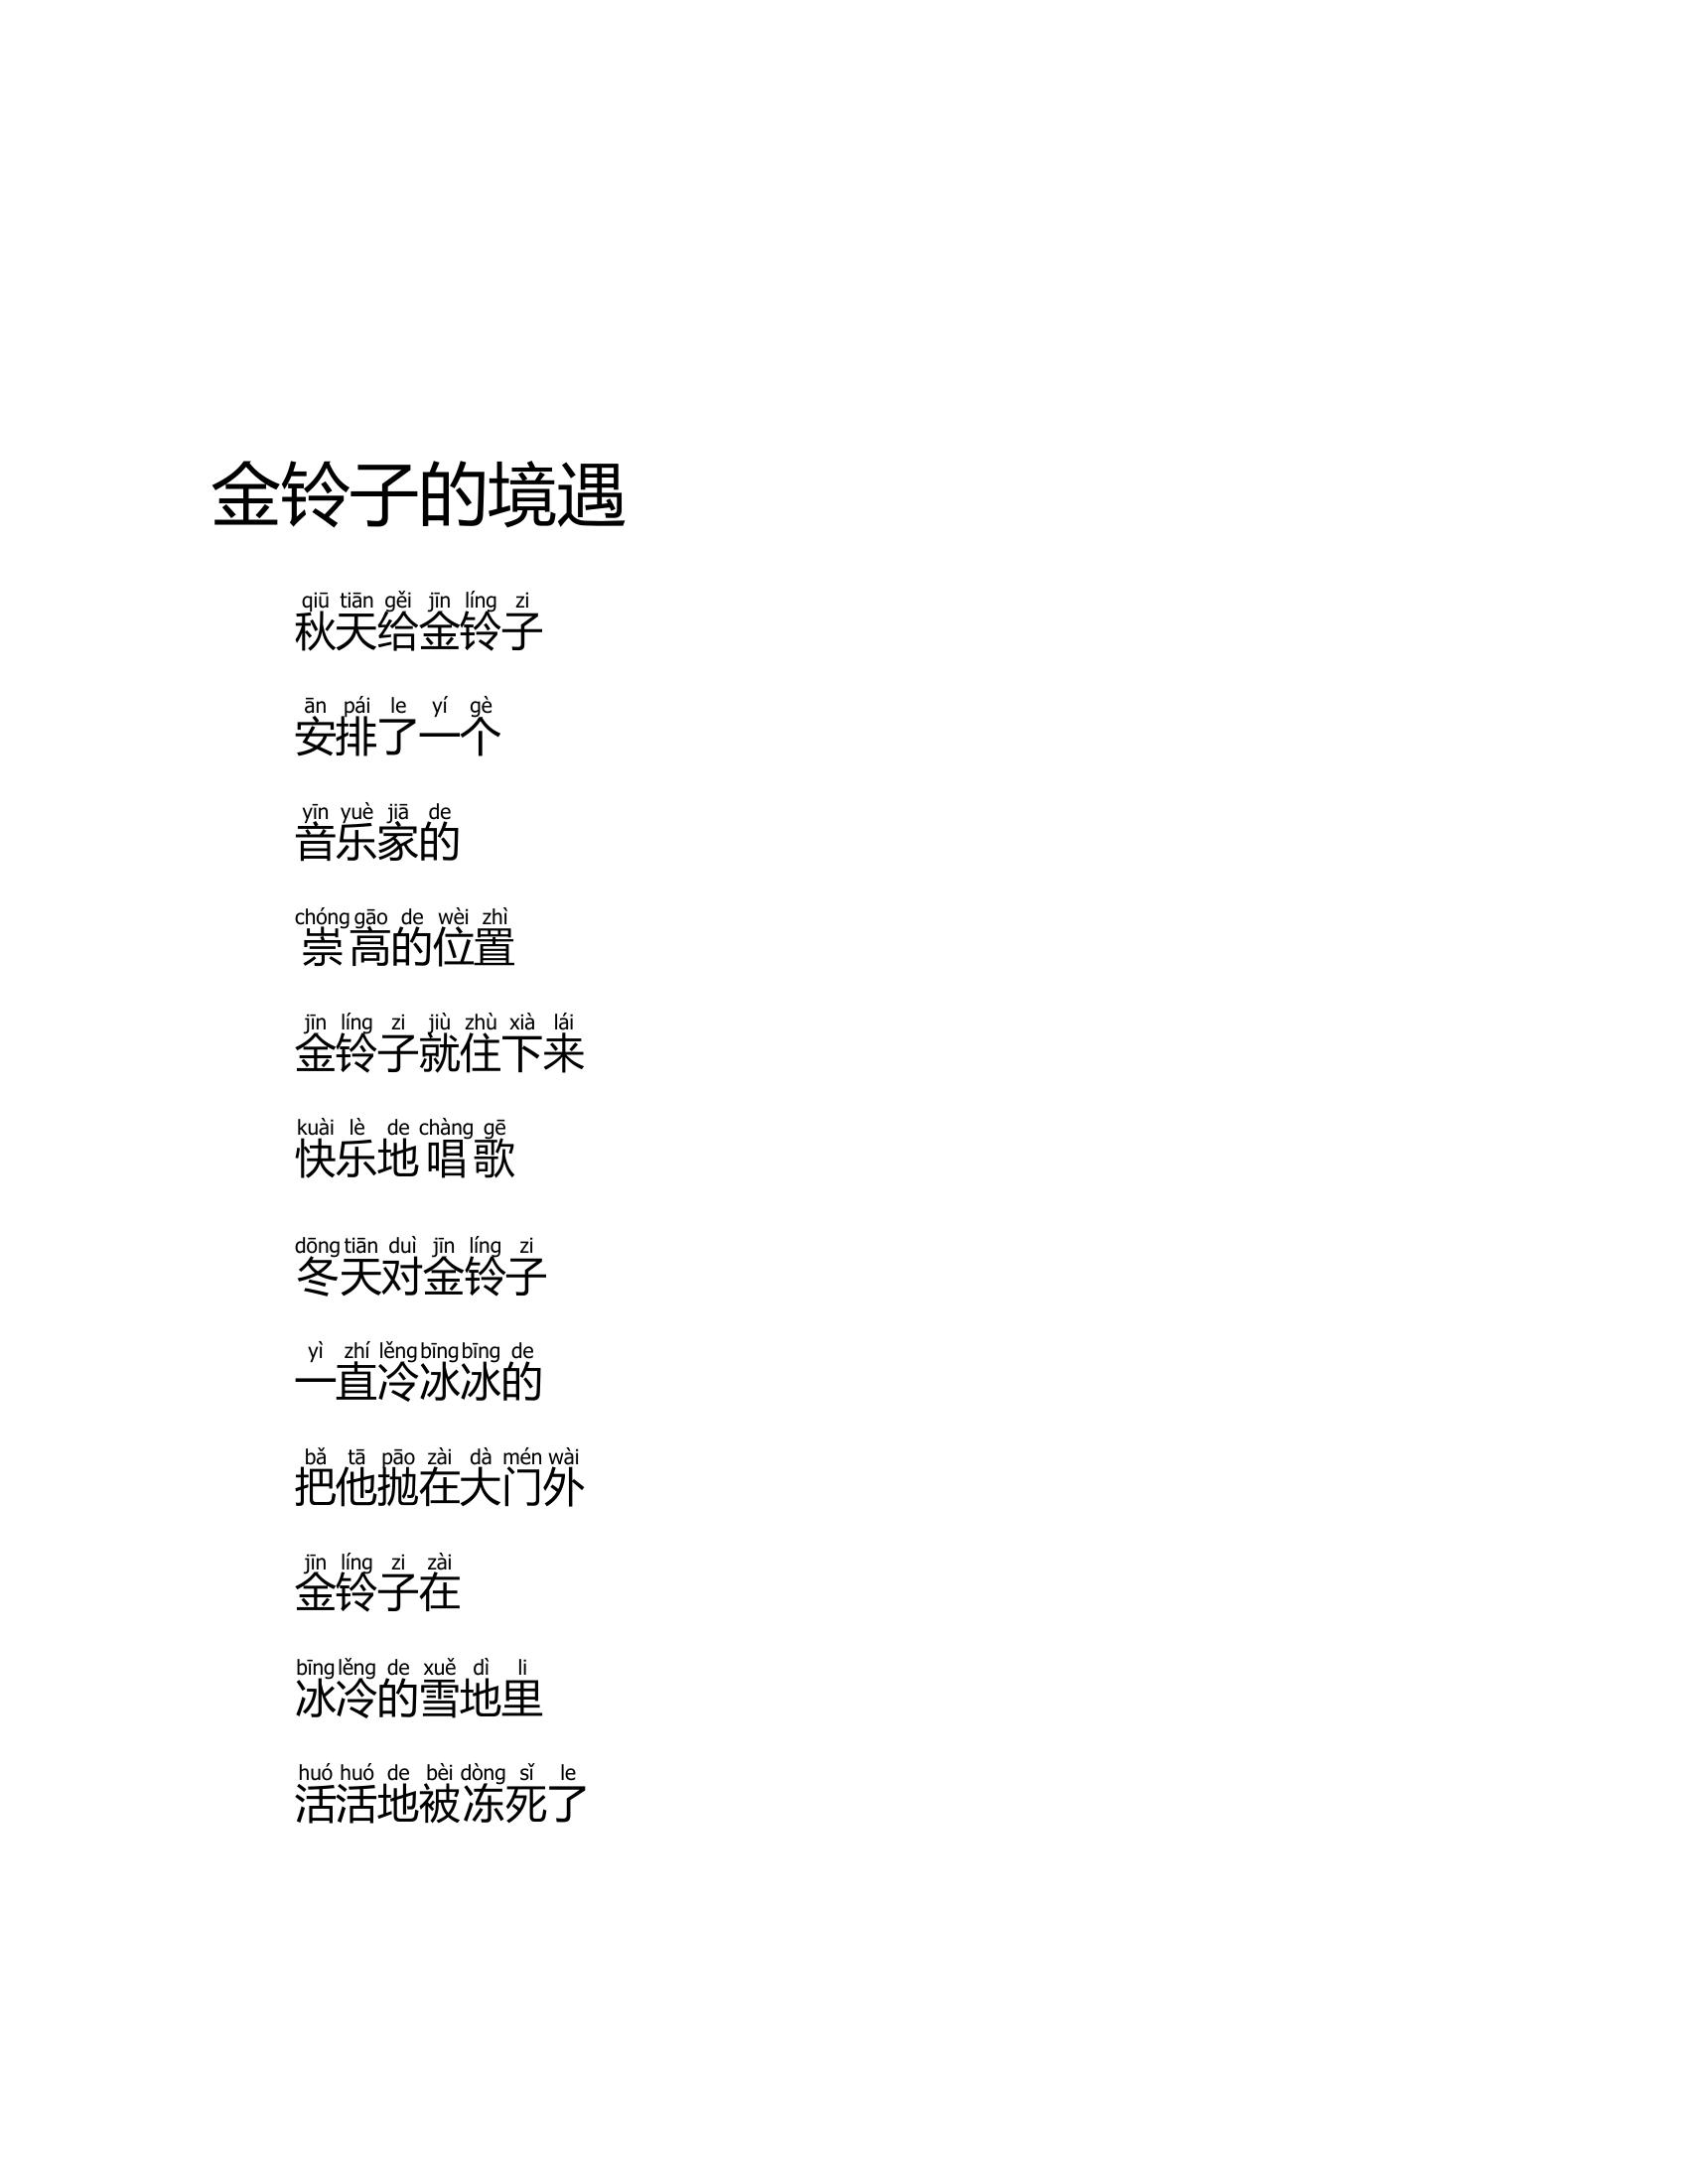 金铃子的境遇
qiū tiān gěi jīn líng zi
秋天给金铃子
ān pái le yí gè
安排了一个
yīn yuè jiā de
音乐家的
chóng gāo de wèi zhì
崇高的位置
jīn líng zi jiù zhù xià lái
金铃子就住下来
kuài lè de chàng gē
快乐地唱歌
dōng tiān duì jīn líng zi
冬天对金铃子
yì zhí lěng bīng bīng de
一直冷冰冰的
bǎ tā pāo zài dà mén wài
把他抛在大门外
jīn líng zi zài
金铃子在
bīng lěng de xuě dì li
冰冷的雪地里
huó huó de bèi dòng sǐ le
活活地被冻死了